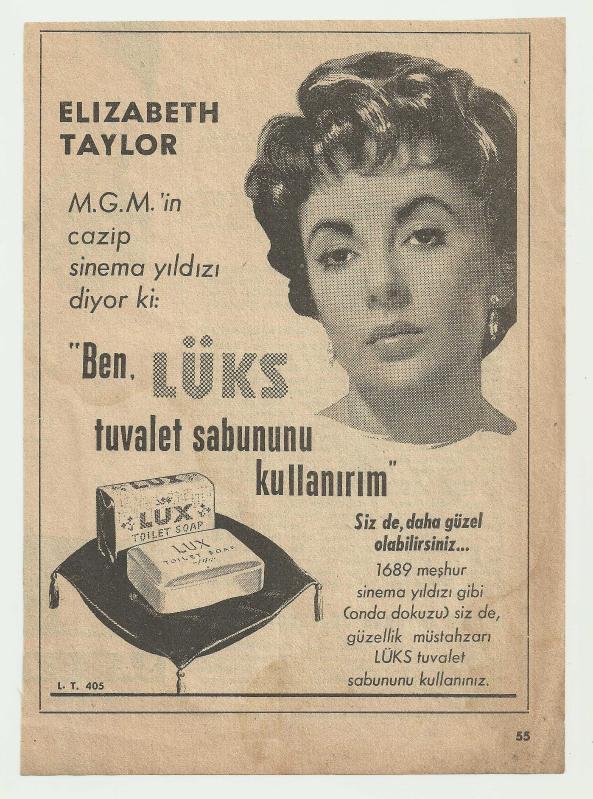 ELIZABETH
TAYLOR
M.G.M.'in
cazip
sinema yıldızı
diyor ki:
"Ben, LÜKS
tuvalet sabununu
kullanırım"
LUX
LUX
TOILET SOAP
LUX
TOILET SOAP
Siz de, daha güzel
olabilirsiniz...
1689 meşhur
sinema yıldızı gibi
(onda dokuzu) siz de,
güzellik müstahzarı
LÜKS tuvalet
sabununu kullanınız.
L. T. 405
55